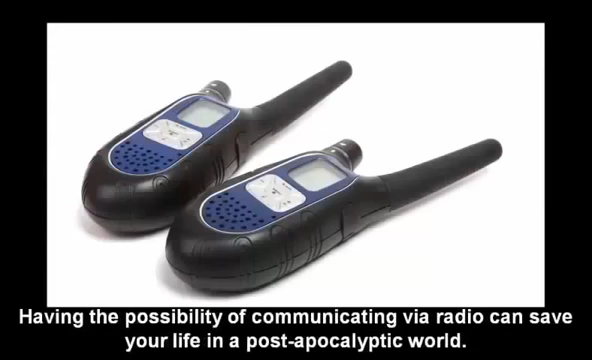 Having the possibility of communicating via radio can save
your life in a post-apocalyptic world.